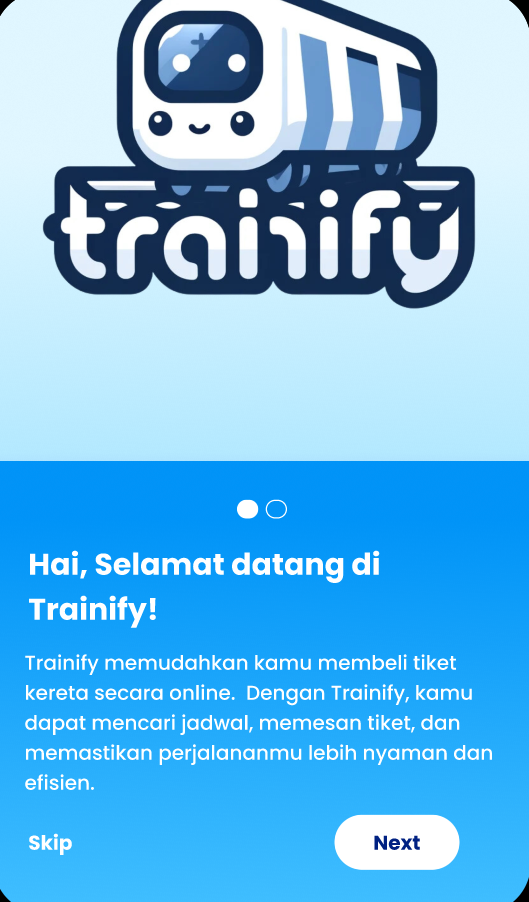 trainify
Hai, Selamat datang di
Trainify!
Trainify memudahkan kamu membeli tiket
kereta secara online.  Dengan Trainify, kamu
dapat mencari jadwal, memesan tiket, dan
memastikan perjalananmu lebih nyaman dan
efisien.
Skip
Next